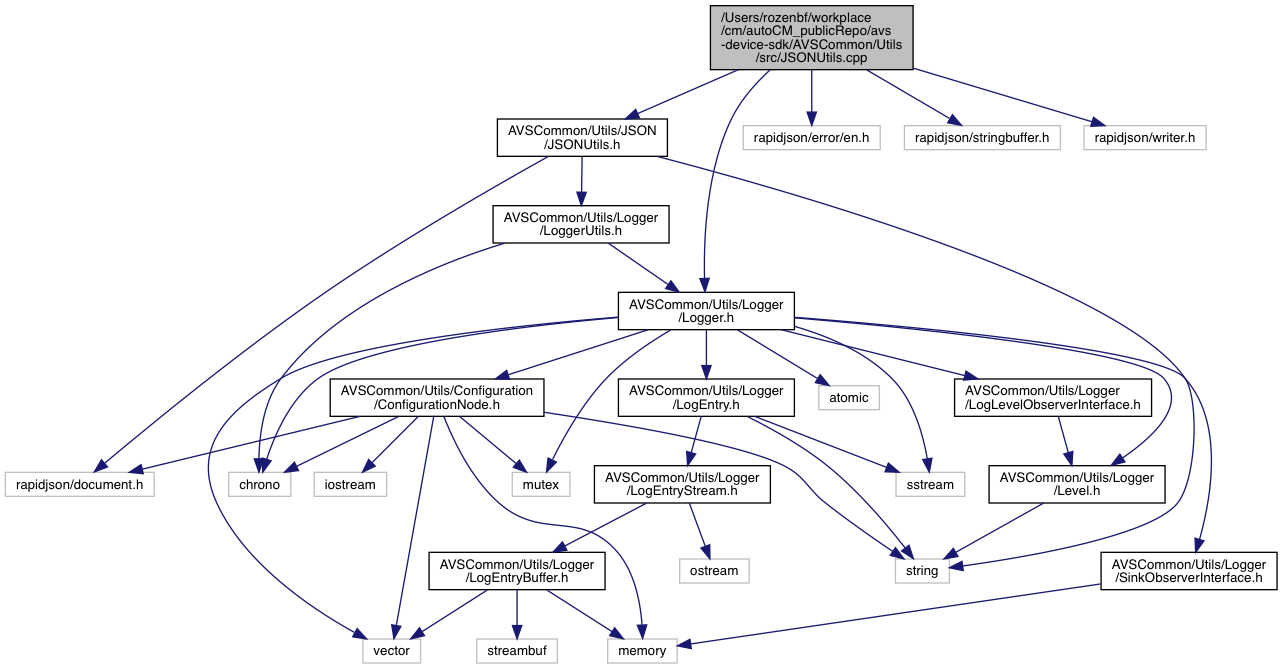 /Users/rozenbf/workplace
/cm/autoCM_publicRepo/avs
-device-sdk/AVSCommon/Utils
/src/JSONUtils.cpp
AVSCommon/Utils/JSON
/JSONUtils.h
rapidjson/error/en.h
rapidjson/stringbuffer.h
rapidjson/writer.h
AVSCommon/Utils/Logger
/LoggerUtils.h
AVSCommon/Utils/Logger
/Logger.h
AVSCommon/Utils/Configuration
/ConfigurationNode.h
AVSCommon/Utils/Logger
/LogEntry.h
atomic
AVSCommon/Utils/Logger
/LogLevelObserverInterface.h
rapidjson/document.h
chrono
iostream
mutex
AVSCommon/Utils/Logger
/LogEntryStream.h
sstream
AVSCommon/Utils/Logger
/Level.h
AVSCommon/Utils/Logger
/LogEntryBuffer.h
ostream
string
AVSCommon/Utils/Logger
/SinkObserverInterface.h
vector
streambuf
memory